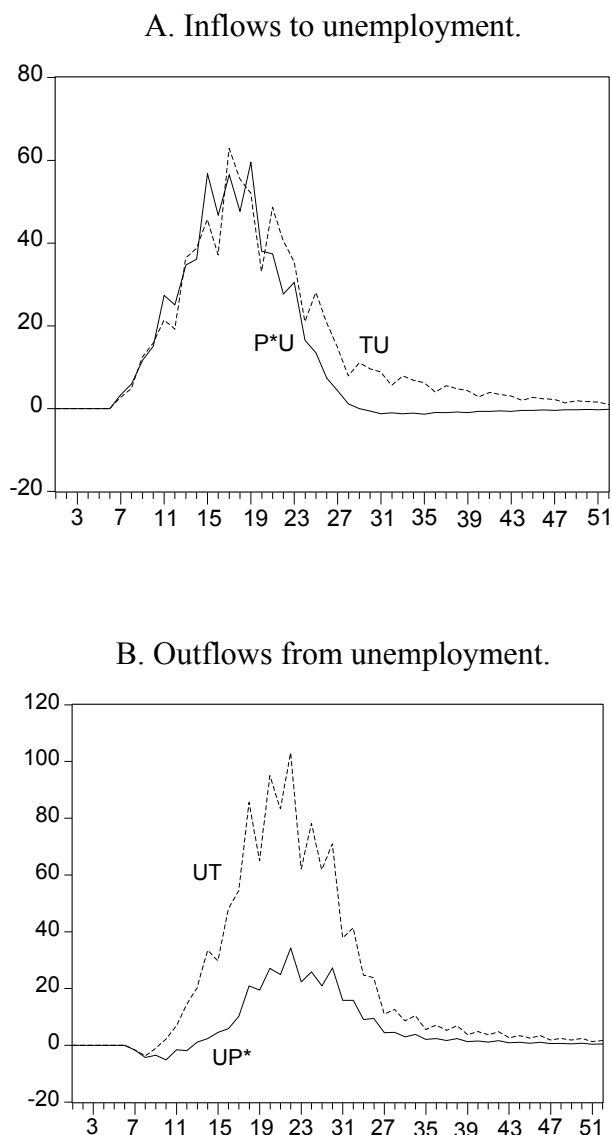 A. Inflows to unemployment.
80
60
40
20
0
-20
P*U
TU
3 7 11 15 19 23 27 31 35 39 43 47 51
B. Outflows from unemployment.
120
100
80
60
40
20
0
-20
UT
UP*
3 7 11 15 19 23 31 27 35 39 43 47 51